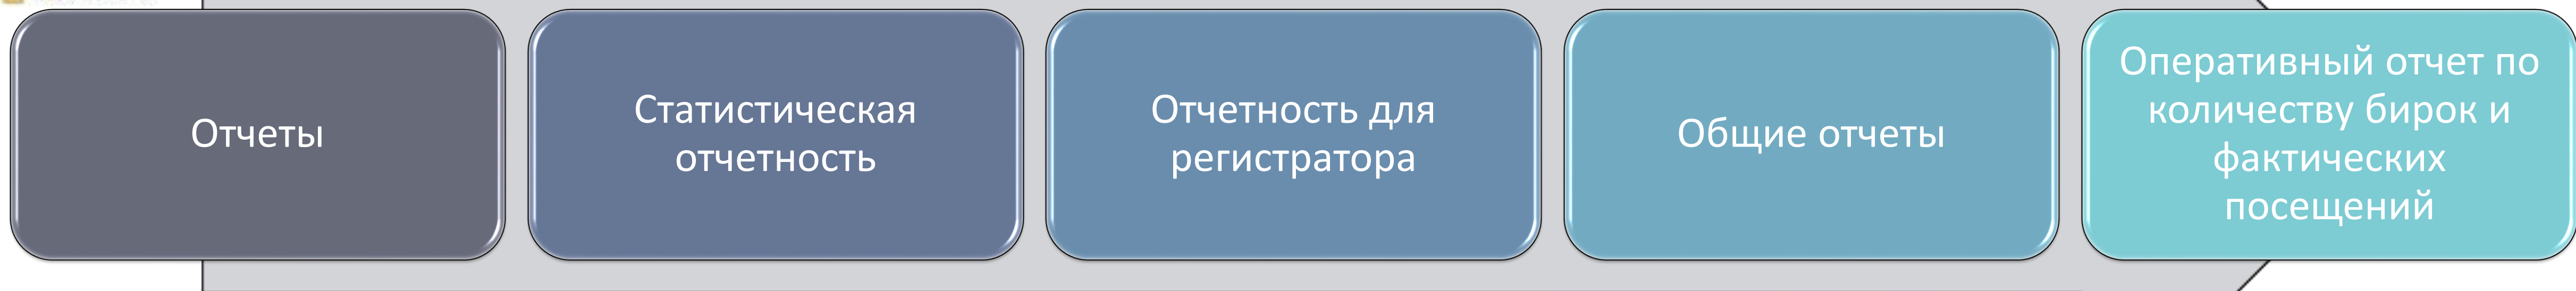 Отчеты
Статистическая
отчетность
Отчетность для
регистратора
Общие отчеты
Оперативный отчет по
количеству бирок и
фактических
посещений